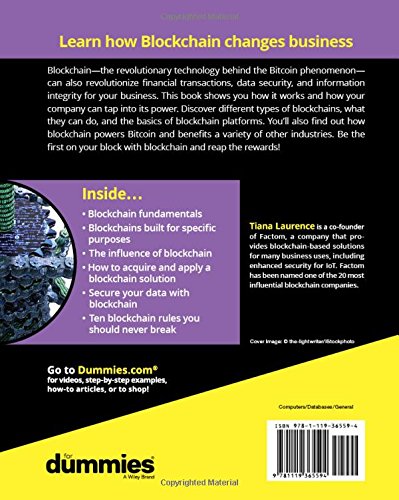 Copyrighted Material
Learn how Blockchain changes business
Blockchain—the revolutionary technology behind the Bitcoin phenomenon—
can also revolutionize financial transactions, data security, and information
integrity for your business. This book shows you how it works and how your
company can tap into its power. Discover different types of blockchains, what
they can do, and the basics of blockchain platforms. You'll also find out how
blockchain powers Bitcoin and benefits a variety of other industries. Be the
first on your block with blockchain and reap the rewards!
Inside…
• Blockchain fundamentals
• Blockchains built for specific
purposes
• The influence of blockchain
• How to acquire and apply a
blockchain solution
• Secure your data with
blockchain
• Ten blockchain rules you
should never break
Tiana Laurence is a co-founder
of Factom, a company that pro-
vides blockchain-based solutions
for many business uses, including
enhanced security for IoT. Factom
has been named one of the 20 most
influential blockchain companies.
Cover Image: © the-lightwriter/iStockphoto
Go to Dummies.com®
for videos, step-by-step examples,
how-to articles, or to shop!
Computers/Databases/General
ISBN 978-1-119-36559-4
9 781119 365594
for
dummies
A Wiley Brand
Copyrighted Material